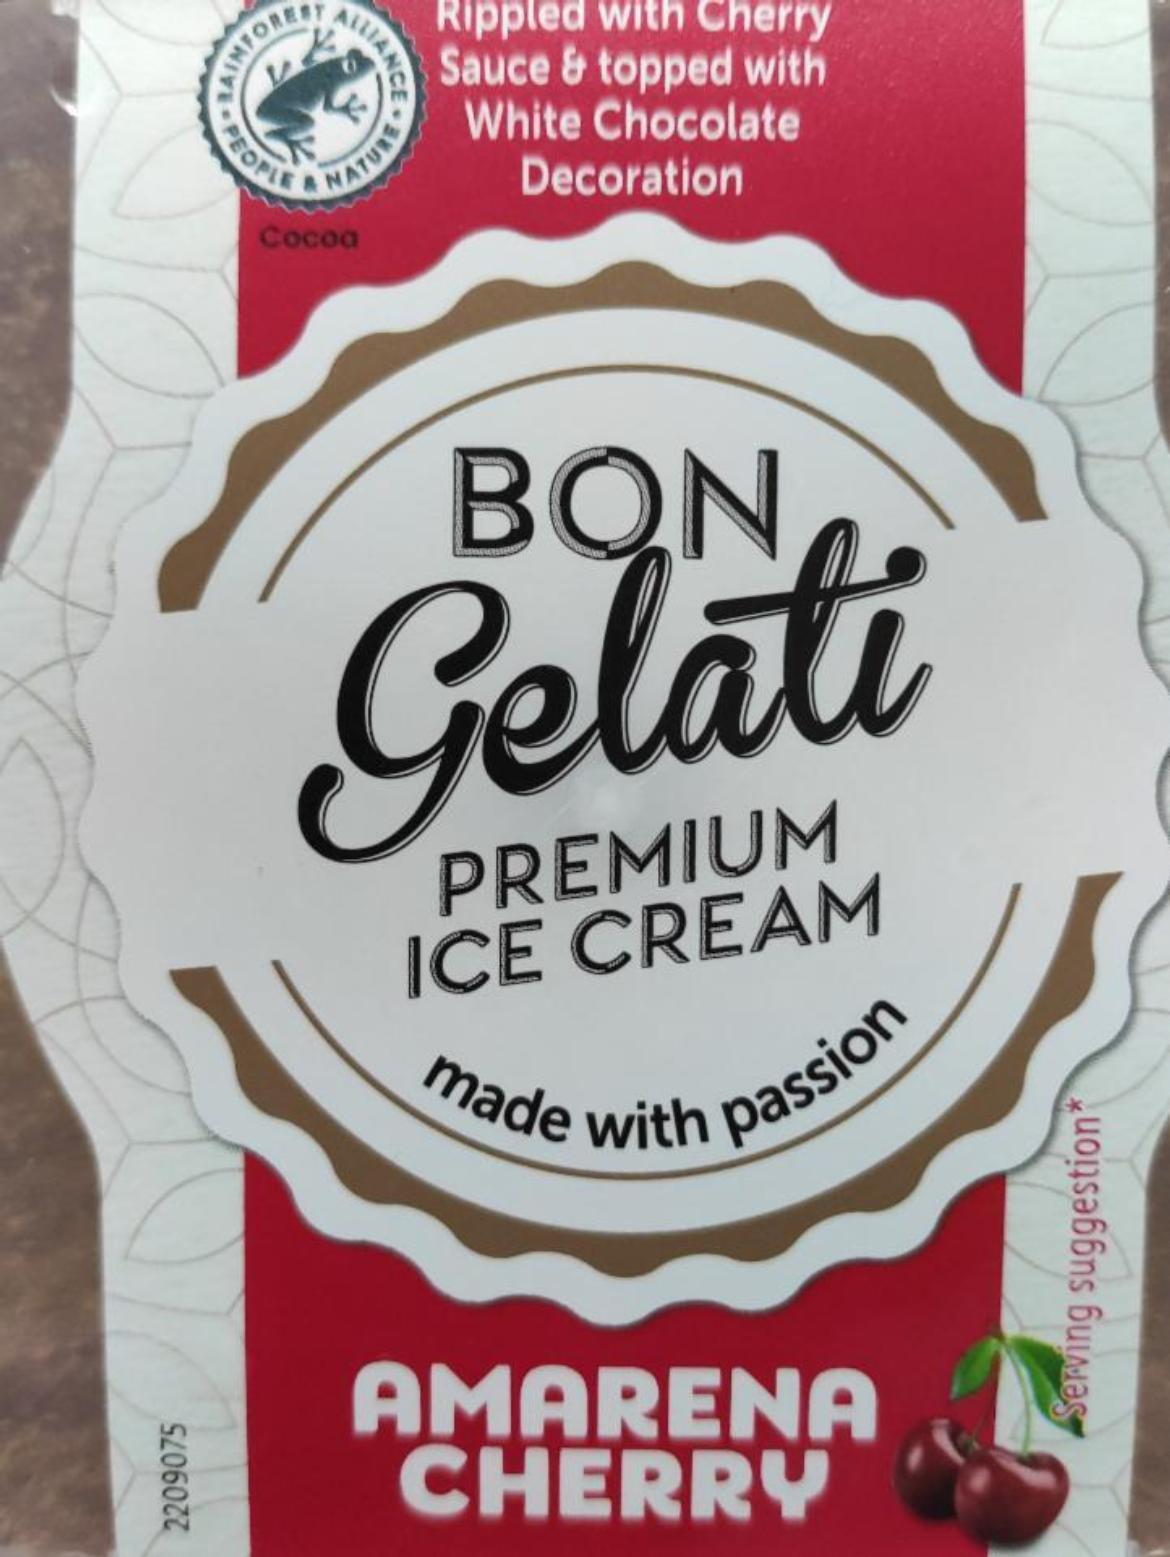 RAINFOREST ALLIANCE
PEOPLE & NATURE
Cocoa
Rippled with Cherry
Sauce & topped with
White Chocolate
Decoration
BON
Gelati
PREMIUM
ICE CREAM
made with passion
Serving suggestion*
AMARENA
CHERRY
2209075